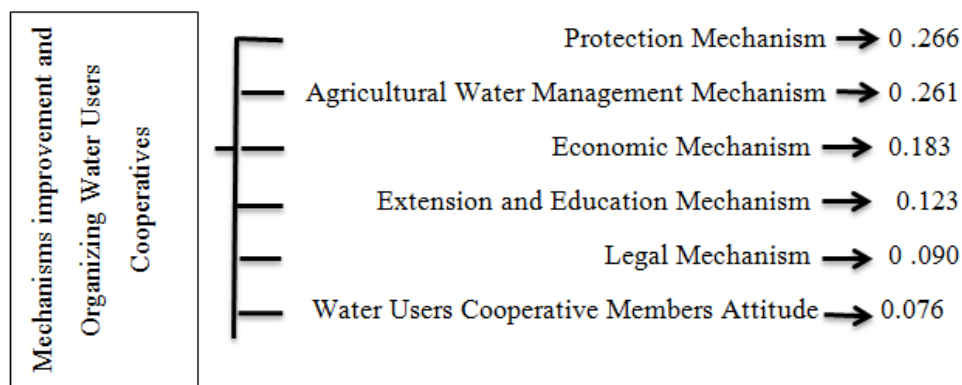 Mechanisms improvement and
Organizing Water Users
Cooperatives
Protection Mechanism 0 .266
Agricultural Water Management Mechanism 0 .261
Economic Mechanism 0.183
Extension and Education Mechanism 0.123
Legal Mechanism 0 .090
Water Users Cooperative Members Attitude 0.076